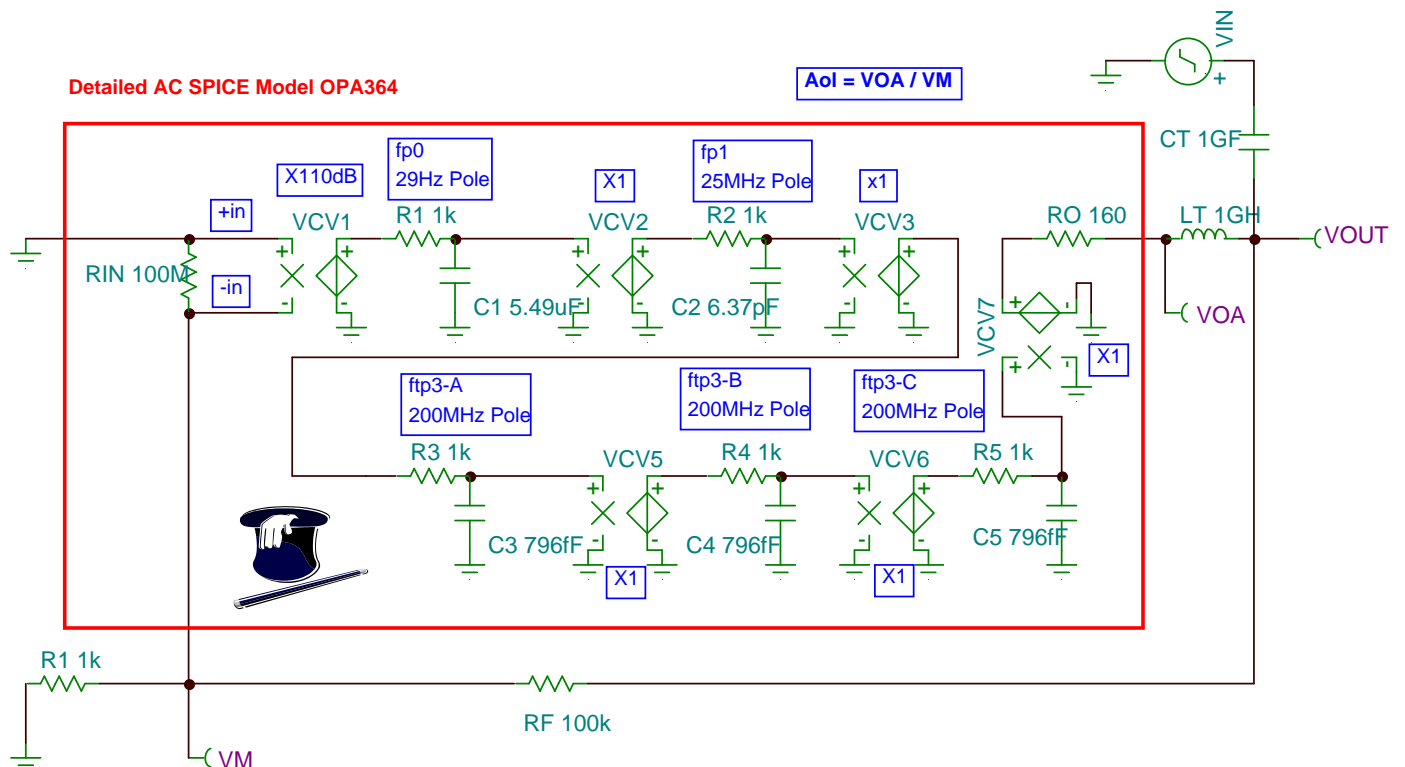 VIN
+
Detailed AC SPICE Model OPA364
Aol = VOA / VM
CT 1GF
fp0
29Hz Pole
fp1
25MHz Pole
X110dB
X1
x1
+in
VCV1
R1 1k
VCV2
R2 1k
VCV3
RO 160
LT 1GH
VOUT
RIN 100M
-in
C1 5.49uF
C2 6.37pF
VCV7
VOA
X1
ftp3-A
200MHz Pole
ftp3-B
200MHz Pole
ftp3-C
200MHz Pole
R3 1k
VCV5
R4 1k
VCV6
R5 1k
C3 796fF
C4 796fF
C5 796fF
X1
X1
R1 1k
RF 100k
VM